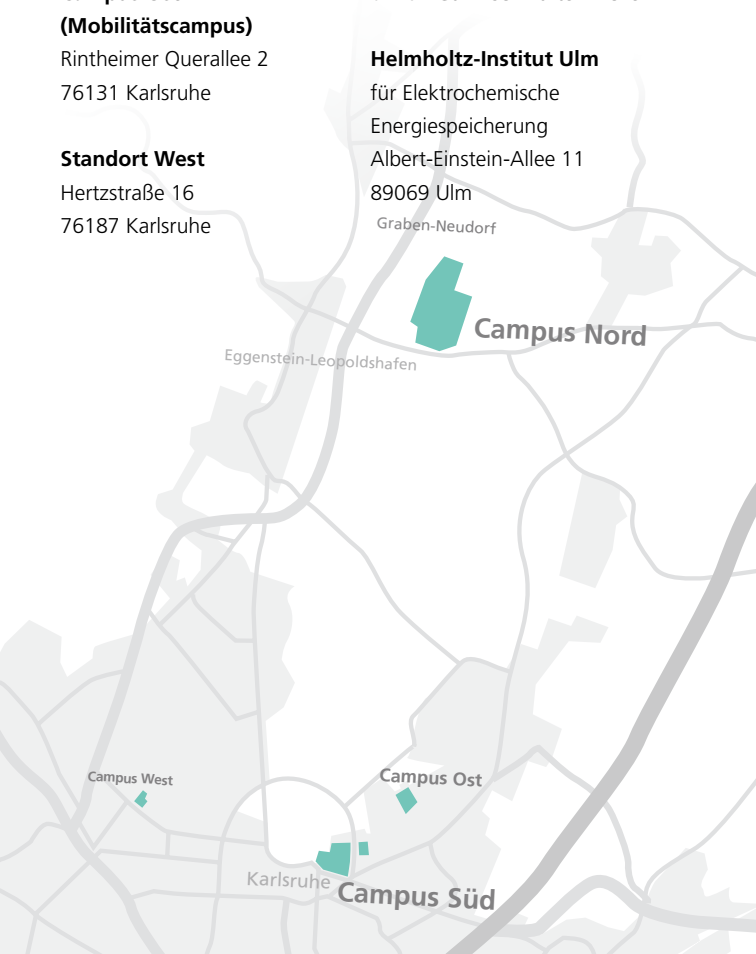 (Mobilitätscampus)
Rintheimer Querallee 2
76131 Karlsruhe
Standort West
Hertzstraße 16
76187 Karlsruhe
Helmholtz-Institut Ulm
für Elektrochemische
Energiespeicherung
Albert-Einstein-Allee 11
89069 Ulm
Graben-Neudorf
Campus Nord
Eggenstein-Leopoldshafen
Campus West
Campus Ost
Karlsruhe
Campus Süd